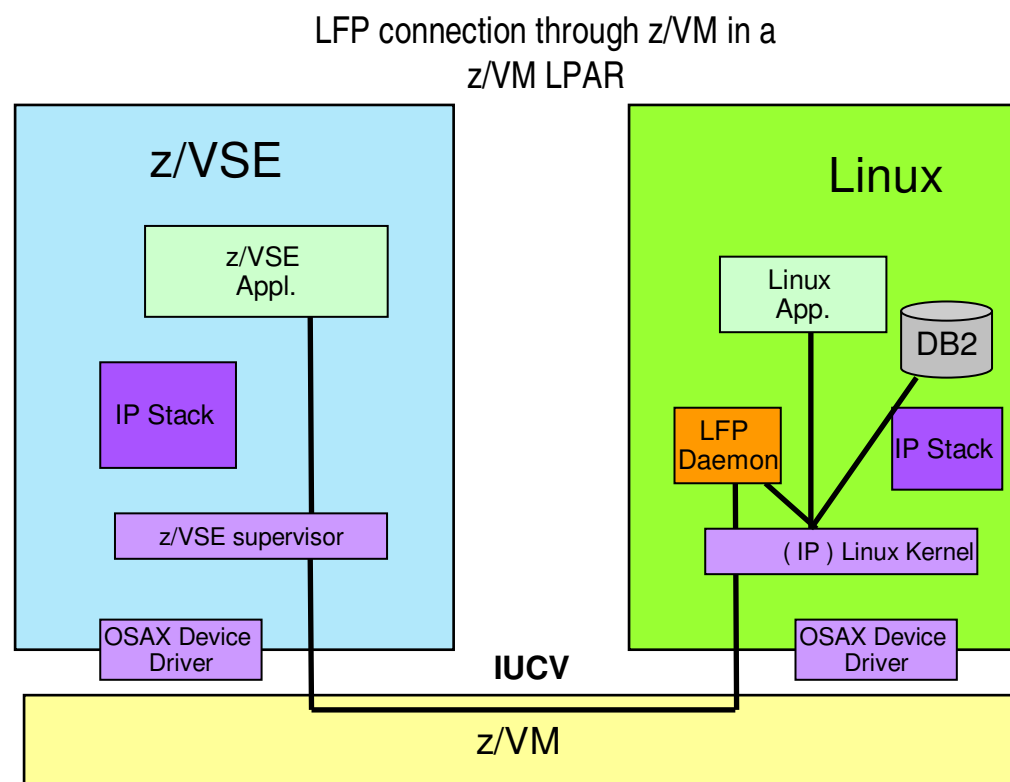 LFP connection through z/VM in a
z/VM LPAR
z/VSE
z/VSE
Appl.
IP Stack
z/VSE supervisor
OSAX Device
Driver
Linux
Linux
App.
DB2
LFP
Daemon
IP Stack
( IP ) Linux Kernel
OSAX Device
Driver
IUCV
z/VM